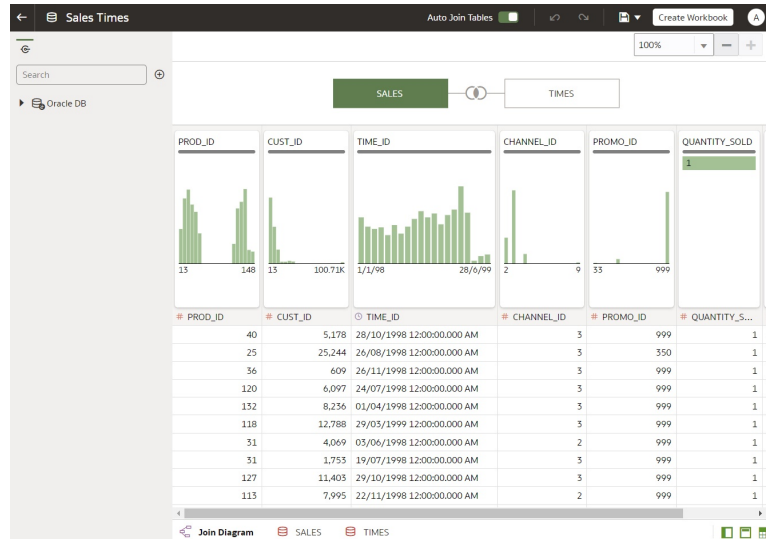 Sales Times
Auto Join Tables
Create Workbook
A
100%
Search
Oracle DB
SALES
TIMES
PROD_ID CUST_ID TIME_ID CHANNEL_ID PROMO_ID QUANTITY_SOLD
1
13 148 13 100.71K 1/1/98 28/6/99 2 9 33 999
# PROD_ID # CUST_ID TIME_ID # CHANNEL_ID # PROMO_ID # QUANTITY_S...
40 5,178 28/10/1998 12:00:00.000 AM 3 999 1
25 25,244 26/08/1998 12:00:00.000 AM 3 350 1
36 609 26/11/1998 12:00:00.000 AM 3 999 1
120 6,097 24/07/1998 12:00:00.000 AM 3 999 1
132 8,236 01/04/1998 12:00:00.000 AM 3 999 1
118 12,788 29/03/1999 12:00:00.000 AM 3 999 1
31 4,069 03/06/1998 12:00:00.000 AM 2 999 1
31 1,753 19/07/1998 12:00:00.000 AM 3 999 1
127 11,403 29/10/1998 12:00:00.000 AM 3 999 1
113 7,995 22/11/1998 12:00:00.000 AM 2 999 1
Join Diagram SALES TIMES